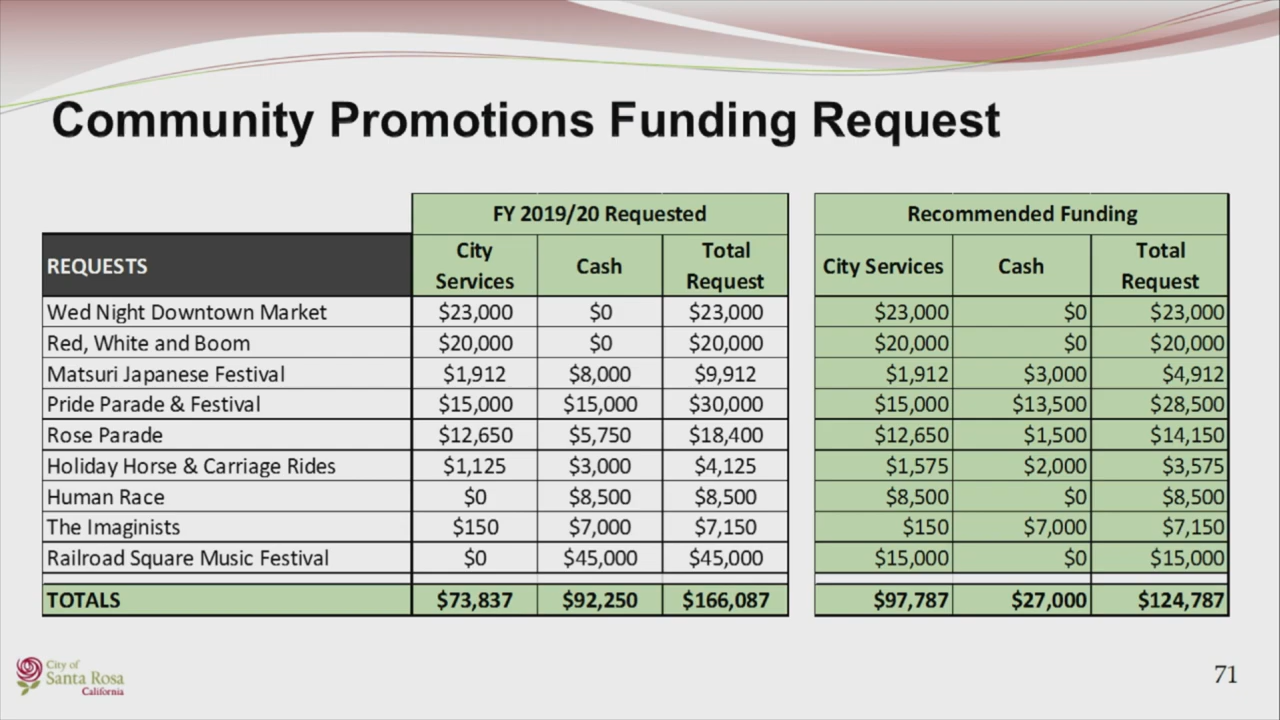 Community Promotions Funding Request
FY 2019/20 Requested Recommended Funding
REQUESTS City Services Cash Total Request City Services Cash Total Request
Wed Night Downtown Market $23,000 $0 $23,000 $23,000 $0 $23,000
Red, White and Boom $20,000 $0 $20,000 $20,000 $0 $20,000
Matsuri Japanese Festival $1,912 $8,000 $9,912 $1,912 $3,000 $4,912
Pride Parade & Festival $15,000 $15,000 $30,000 $15,000 $13,500 $28,500
Rose Parade $12,650 $5,750 $18,400 $12,650 $1,500 $14,150
Holiday Horse & Carriage Rides $1,125 $3,000 $4,125 $1,575 $2,000 $3,575
Human Race $0 $8,500 $8,500 $8,500 $0 $8,500
The Imaginists $150 $7,000 $7,150 $150 $7,000 $7,150
Railroad Square Music Festival $0 $45,000 $45,000 $15,000 $0 $15,000
TOTALS $73,837 $92,250 $166,087 $97,787 $27,000 $124,787
City of
Santa Rosa
California
71